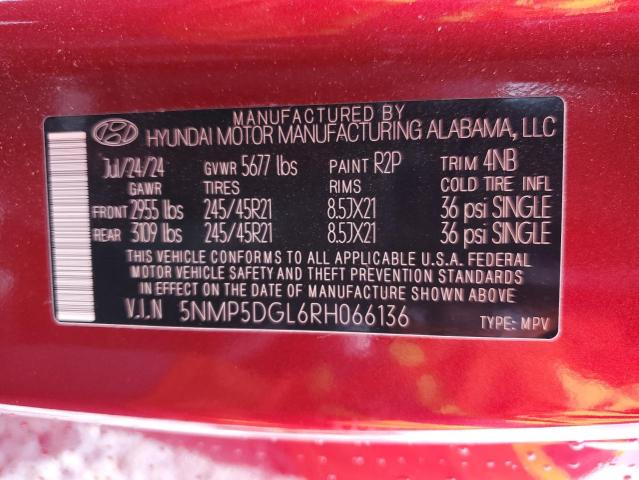 MANUFACTURED BY
HYUNDAI MOTOR MANUFACTURING ALABAMA, LLC
Jul/24/24 GVWR 5677 lbs PAINT R2P TRIM 4NB
GAWR TIRES RIMS COLD TIRE INFL
FRONT 2955 lbs 245/45R21 8.5JX21 36 psi SINGLE
REAR 3109 lbs 245/45R21 8.5JX21 36 psi SINGLE
THIS VEHICLE CONFORMS TO ALL APPLICABLE U.S.A. FEDERAL
MOTOR VEHICLE SAFETY AND THEFT PREVENTION STANDARDS
IN EFFECT ON THE DATE OF MANUFACTURE SHOWN ABOVE.
V.I.N 5NMP5DGL6RH066136 TYPE: MPV